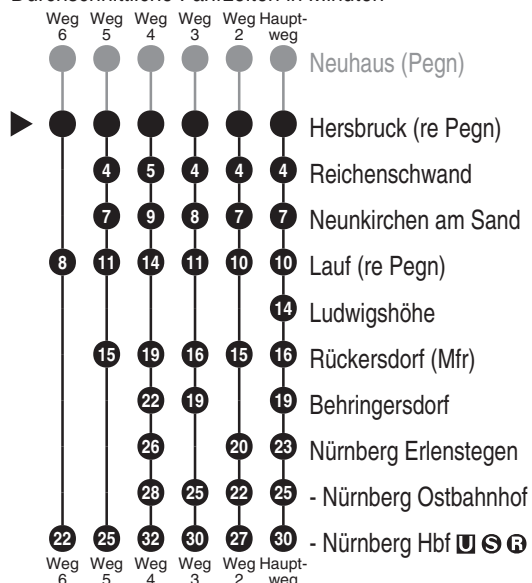 Durchschnittliche Fahrzeiten in Minuten
Weg 6 Weg 5 Weg 4 Weg 3 Weg 2 Haupt-weg
Neuhaus (Pegn)
Hersbruck (re Pegn)
4 5 4 4 4 Reichenschwand
7 9 8 7 7 Neunkirchen am Sand
8 11 14 11 10 10 Lauf (re Pegn)
14 Ludwigshöhe
15 19 16 15 16 Rückersdorf (Mfr)
22 19 19 Behringersdorf
26 20 23 Nürnberg Erlenstegen
28 25 22 25 - Nürnberg Ostbahnhof
22 25 32 30 27 30 - Nürnberg Hbf U S R
Weg 6 Weg 5 Weg 4 Weg 3 Weg 2 Haupt-weg